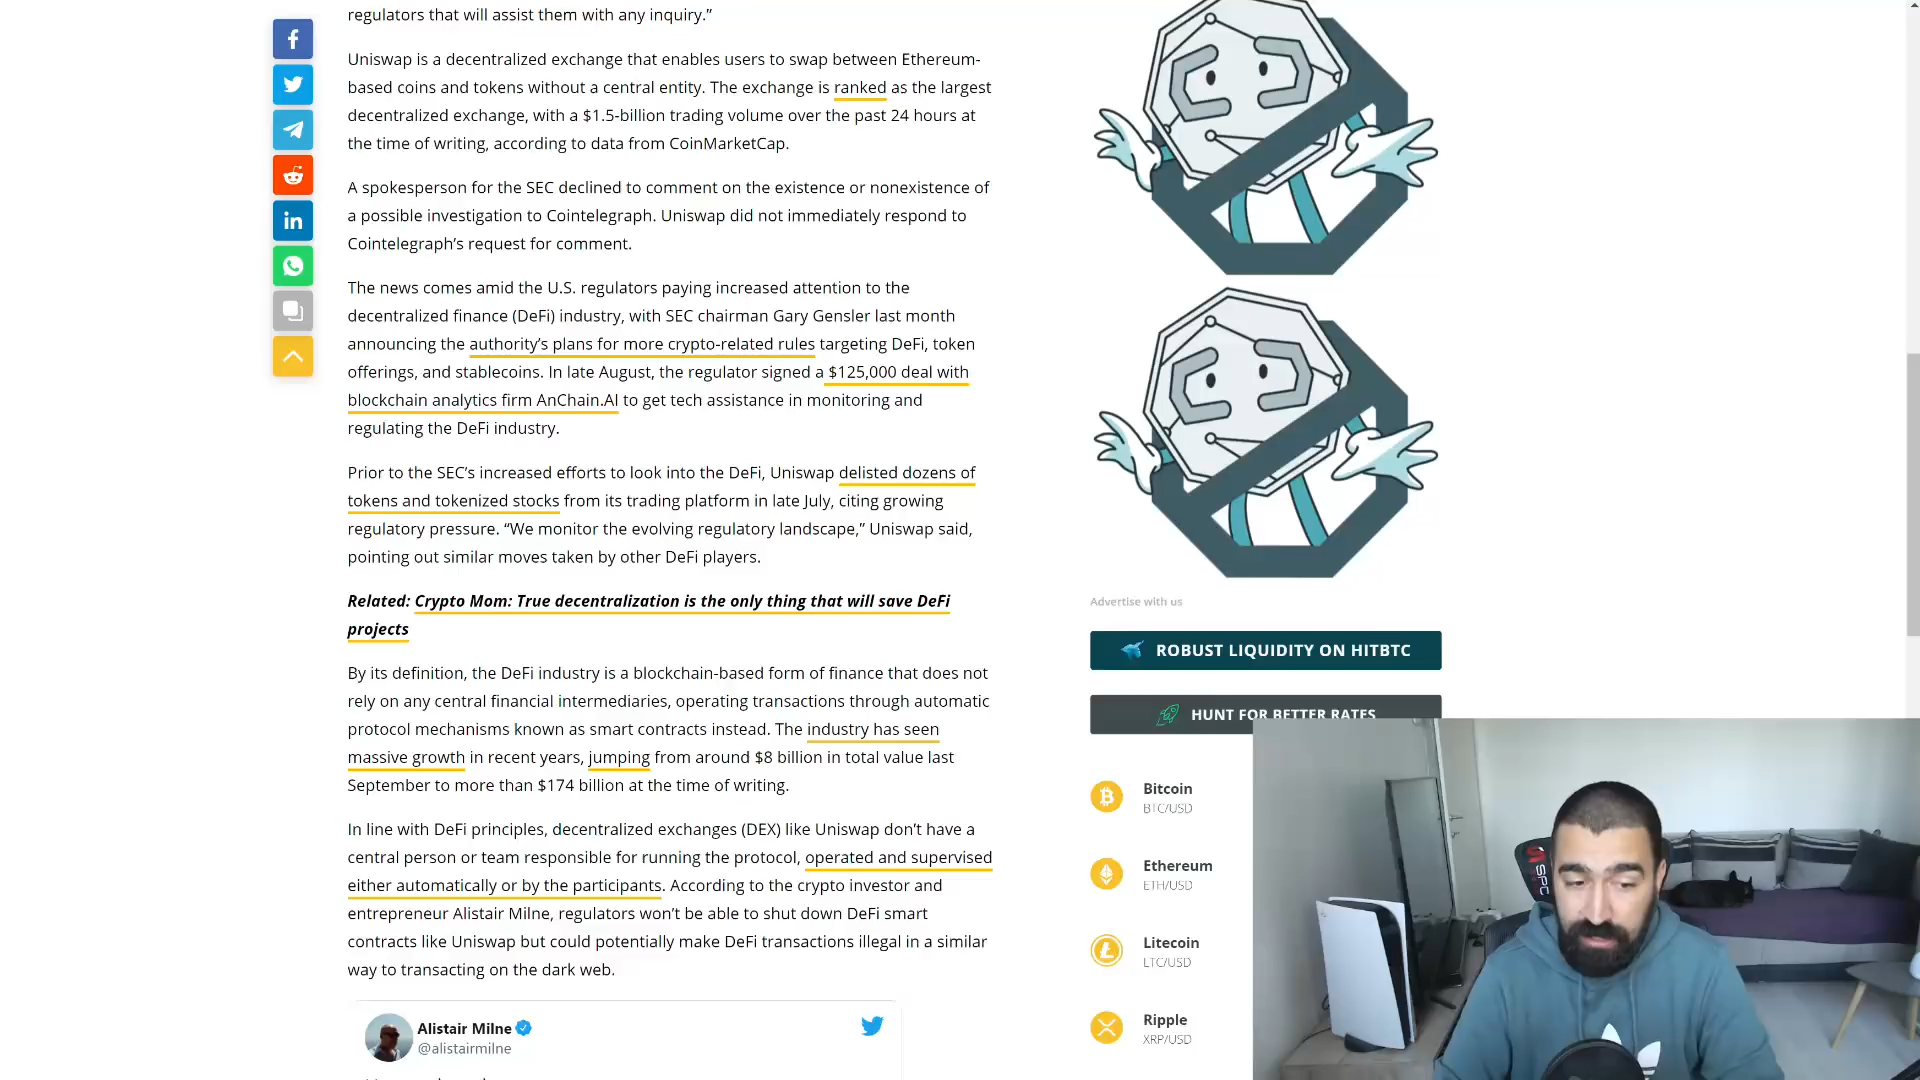 regulators that will assist them with any inquiry.”
Uniswap is a decentralized exchange that enables users to swap between Ethereum-
based coins and tokens without a central entity. The exchange is ranked as the largest
decentralized exchange, with a $1.5-billion trading volume over the past 24 hours at
the time of writing, according to data from CoinMarketCap.
A spokesperson for the SEC declined to comment on the existence or nonexistence of
a possible investigation to Cointelegraph. Uniswap did not immediately respond to
Cointelegraph’s request for comment.
The news comes amid the U.S. regulators paying increased attention to the
decentralized finance (DeFi) industry, with SEC chairman Gary Gensler last month
announcing the authority’s plans for more crypto-related rules targeting DeFi, token
offerings, and stablecoins. In late August, the regulator signed a $125,000 deal with
blockchain analytics firm AnChain.AI to get tech assistance in monitoring and
regulating the DeFi industry.
Prior to the SEC’s increased efforts to look into the DeFi, Uniswap delisted dozens of
tokens and tokenized stocks from its trading platform in late July, citing growing
regulatory pressure. “We monitor the evolving regulatory landscape,” Uniswap said,
pointing out similar moves taken by other DeFi players.
Related: Crypto Mom: True decentralization is the only thing that will save DeFi
projects
By its definition, the DeFi industry is a blockchain-based form of finance that does not
rely on any central financial intermediaries, operating transactions through automatic
protocol mechanisms known as smart contracts instead. The industry has seen
massive growth in recent years, jumping from around $8 billion in total value last
September to more than $174 billion at the time of writing.
In line with DeFi principles, decentralized exchanges (DEX) like Uniswap don’t have a
central person or team responsible for running the protocol, operated and supervised
either automatically or by the participants. According to the crypto investor and
entrepreneur Alistair Milne, regulators won’t be able to shut down DeFi smart
contracts like Uniswap but could potentially make DeFi transactions illegal in a similar
way to transacting on the dark web.
Alistair Milne
@alistairmilne
Advertise with us
ROBUST LIQUIDITY ON HITBTC
HUNT FOR BETTER RATES
Bitcoin
BTC/USD
Ethereum
ETH/USD
Litecoin
LTC/USD
Ripple
XRP/USD